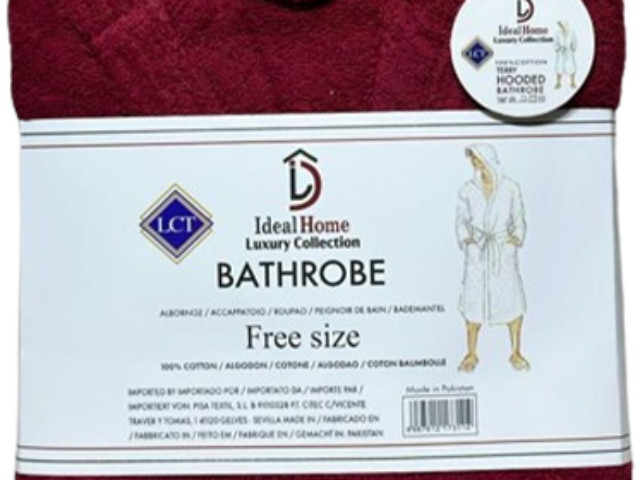 Ideal Home
Luxury Collection
LCT
100% COTTON
TERRY
HOODED
BATHROBE
LCT
Ideal Home
Luxury Collection
BATHROBE
ALBORNOZ / ACCAPPATOIO / ROUPAO / PEIGNOIR DE BAIN / BADEMANTEL
Free size
100% COTTON / ALGODON / COTONE / ALGODAO / COTON BAUMBOLLE
IMPORTED BY IMPORTADO POR / IMPORTATO DA / IMPORTE PAR /
IMPORTIERT VON: PISA TEXTIL, S.L. B 91110528 P.T. CITEC C/VICENTE
TRAVER Y TOMAS, 1 41120 GELVES - SEVILLA MADE IN / FABRICADO EN
/ FABBRICATO IN / FEITO EM / FABRIQUE EN / GEMACHT IN: PAKISTAN
Made in Pakistan